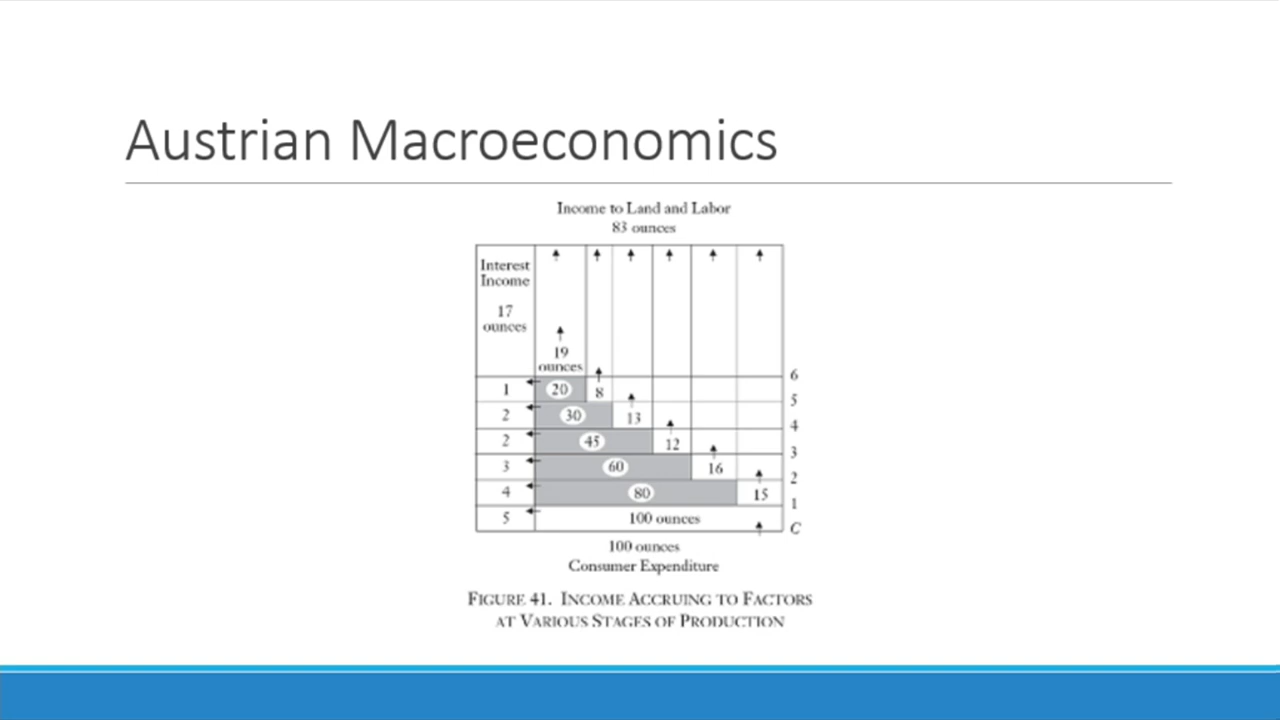 Austrian Macroeconomics
Income to Land and Labor
83 ounces
Interest
Income
17
ounces
19
ounces
6
1 20 8 5
2 30 13 4
2 45 12 3
3 60 16 2
4 80 15 1
5 100 ounces C
100 ounces
Consumer Expenditure
FIGURE 41. INCOME ACCRUING TO FACTORS
AT VARIOUS STAGES OF PRODUCTION